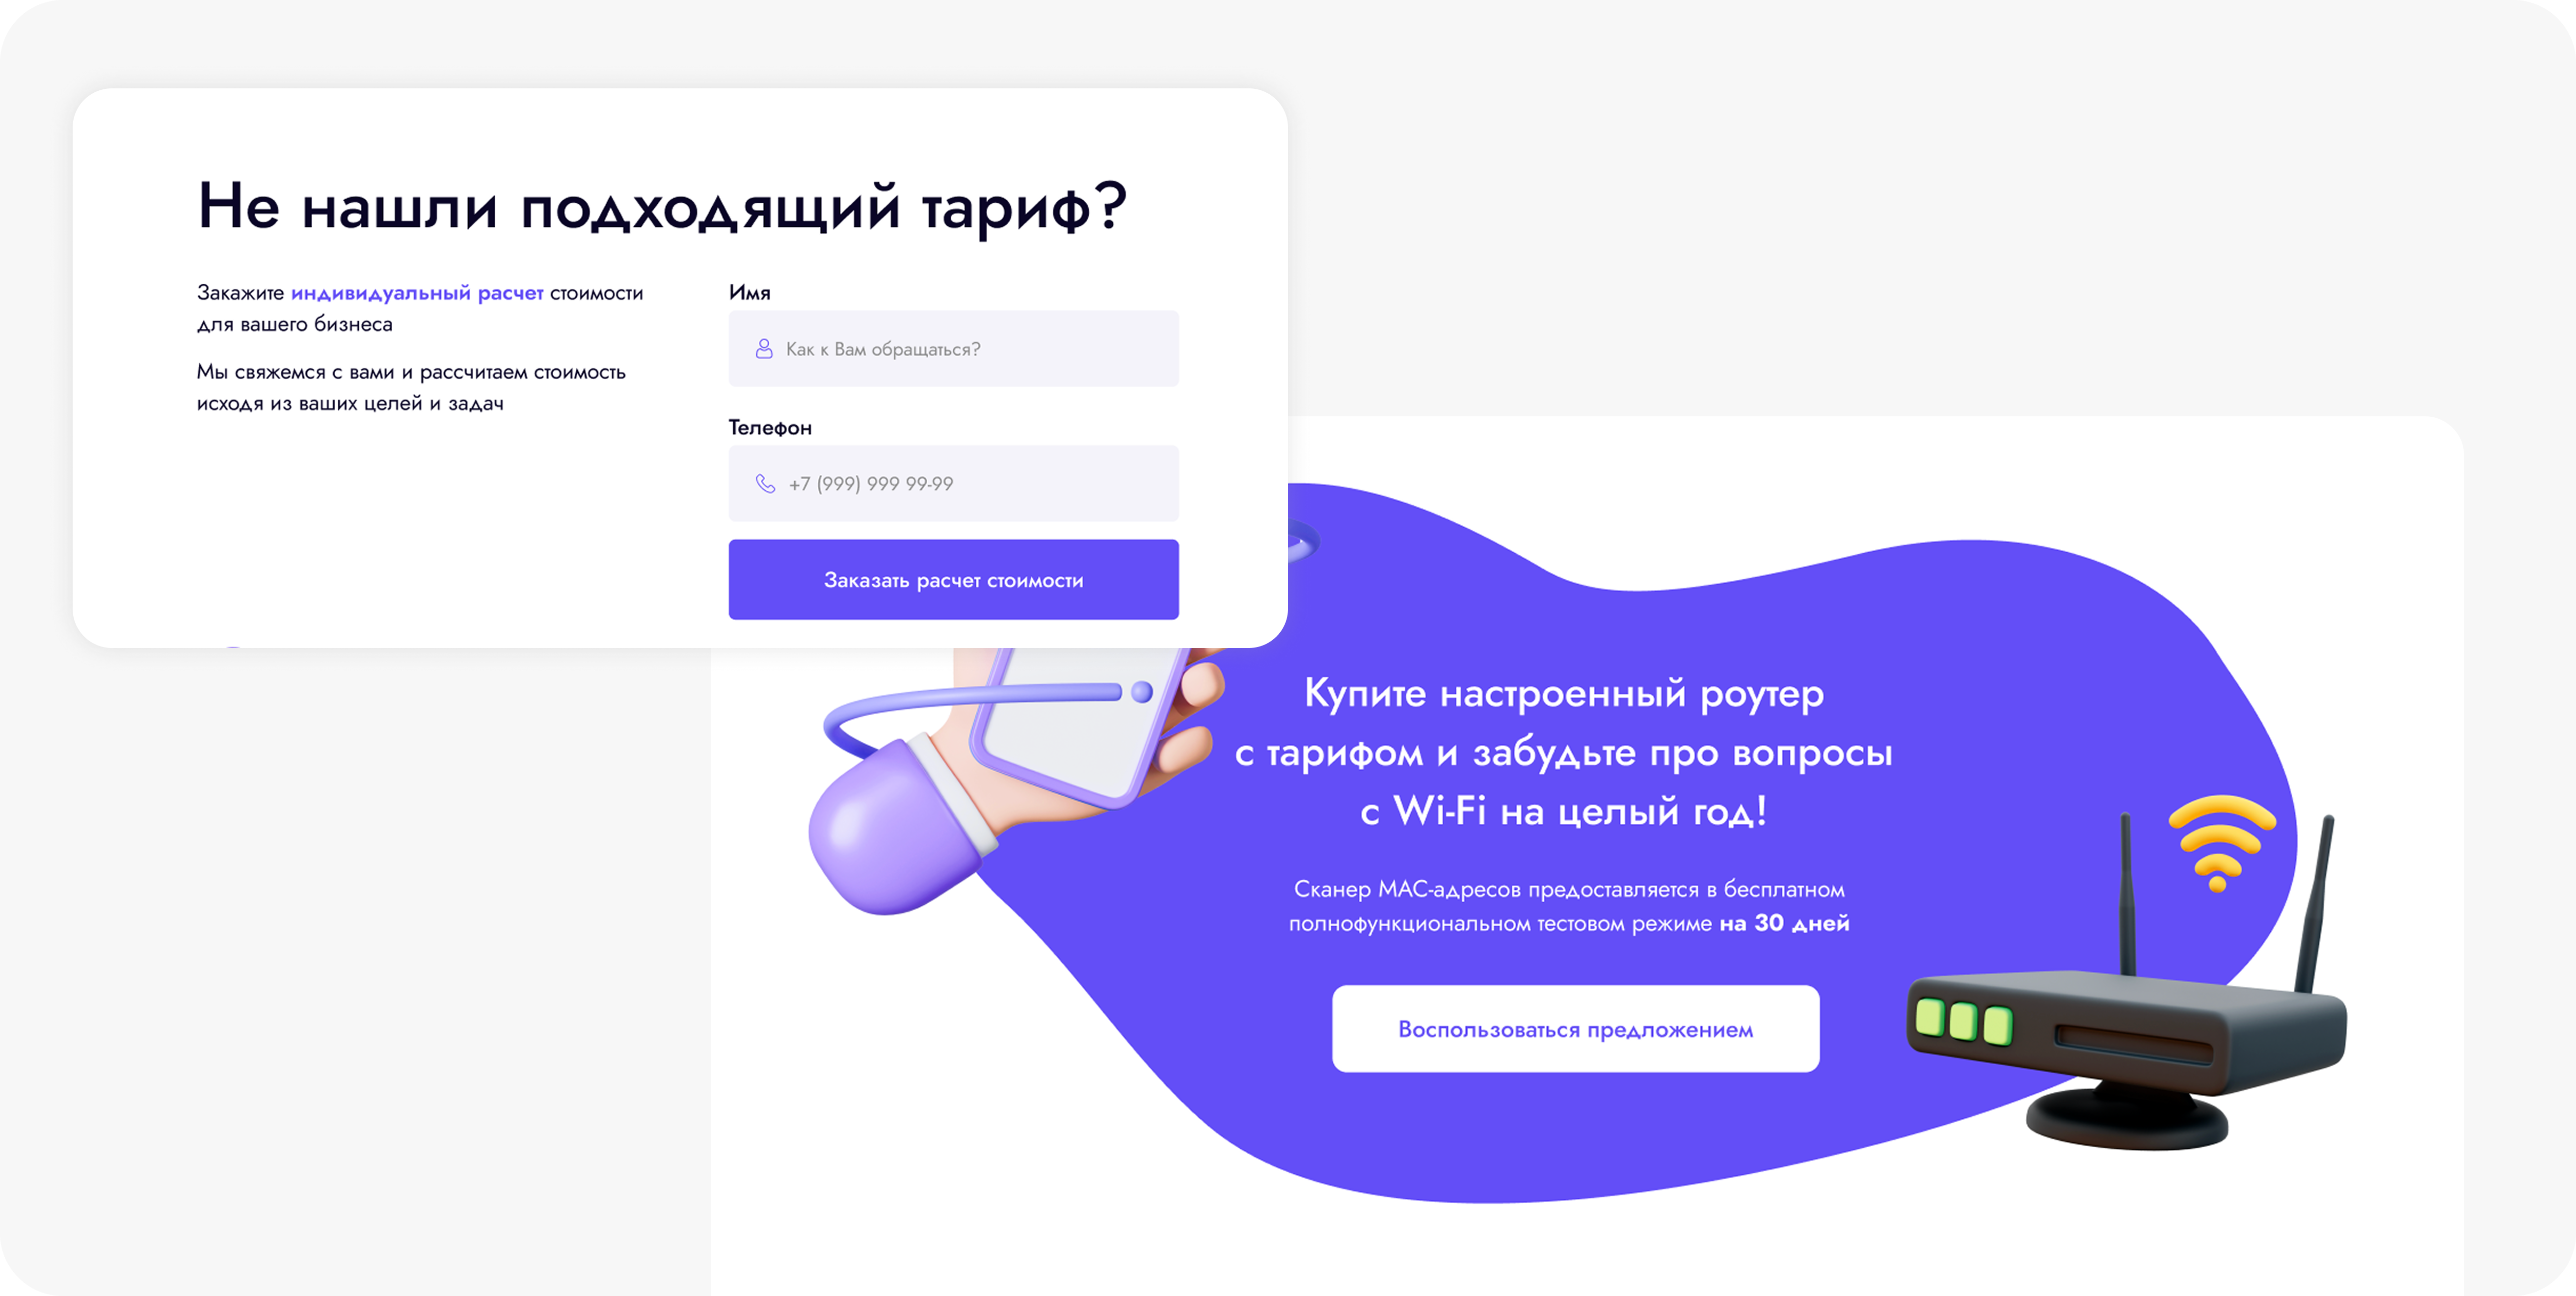 Не нашли подходящий тариф?
Закажите индивидуальный расчет стоимости
для вашего бизнеса
Мы свяжемся с вами и рассчитаем стоимость
исходя из ваших целей и задач
Имя
Как к Вам обращаться?
Телефон
+7 (999) 999 99-99
Заказать расчет стоимости
Купите настроенный роутер
с тарифом и забудьте про вопросы
с Wi-Fi на целый год!
Сканер MAC-адресов предоставляется в бесплатном
полнофункциональном тестовом режиме на 30 дней
Воспользоваться предложением